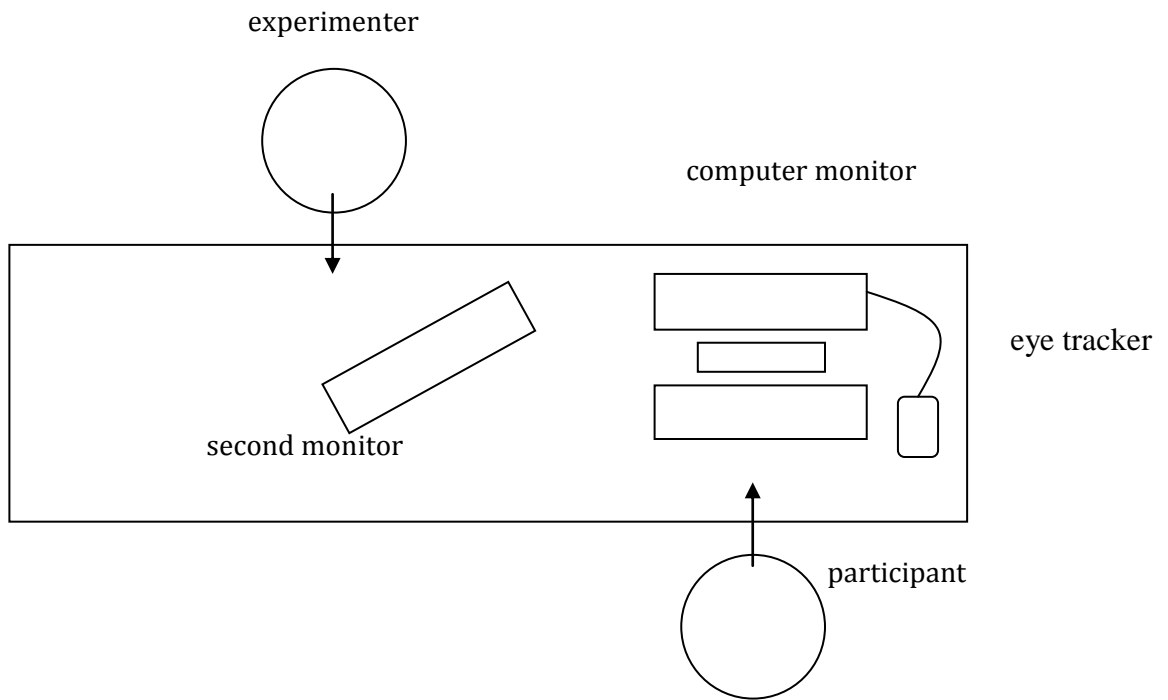 experimenter
computer monitor
eye tracker
second monitor
participant